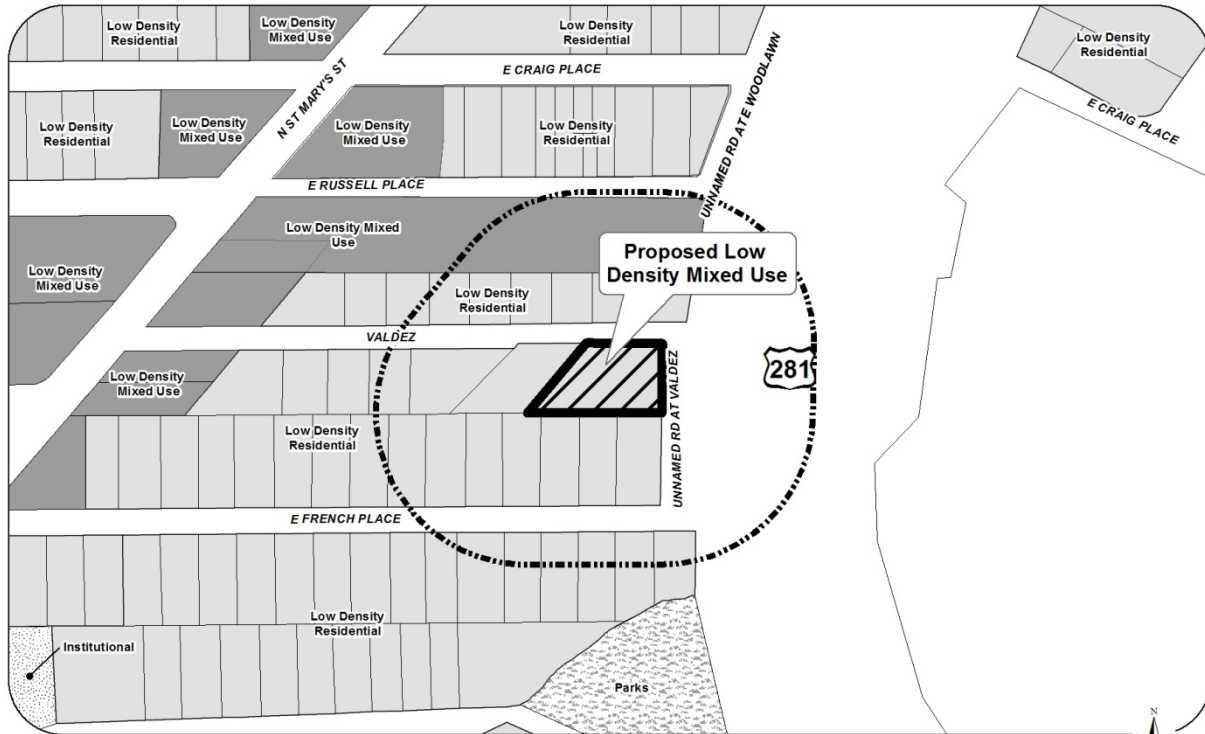 Low Density
Residential
Low Density
Mixed Use
Low Density
Residential
Low Density
Residential
E CRAIG PLACE
N ST MARY'S ST
UNNAMED RD AT E WOODLAWN
E CRAIG PLACE
Low Density
Residential
Low Density
Mixed Use
Low Density
Mixed Use
Low Density
Residential
E RUSSELL PLACE
Low Density Mixed
Use
Proposed Low
Density Mixed Use
Low Density
Mixed Use
Low Density
Residential
VALDEZ
281
UNNAMED RD AT VALDEZ
Low Density
Mixed Use
Low Density
Residential
E FRENCH PLACE
Low Density
Residential
Institutional
Parks
N